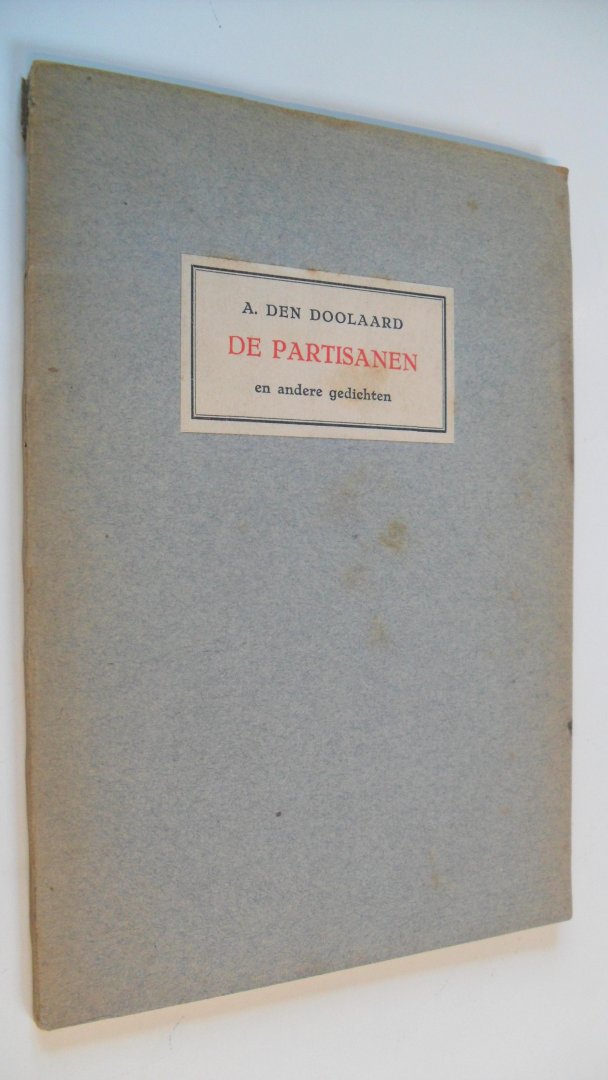 A. DEN DOOLAARD
DE PARTISANEN
en andere gedichten